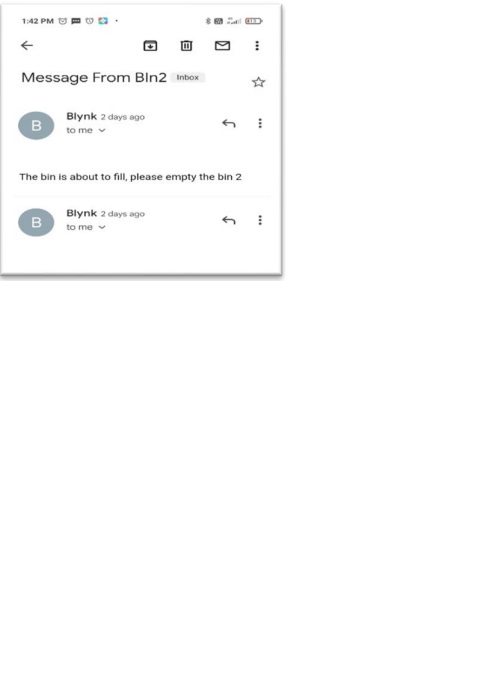 1:42 PM
Message From BIn2 Inbox
B
Blynk 2 days ago
to me
The bin is about to fill, please empty the bin 2
B
Blynk 2 days ago
to me